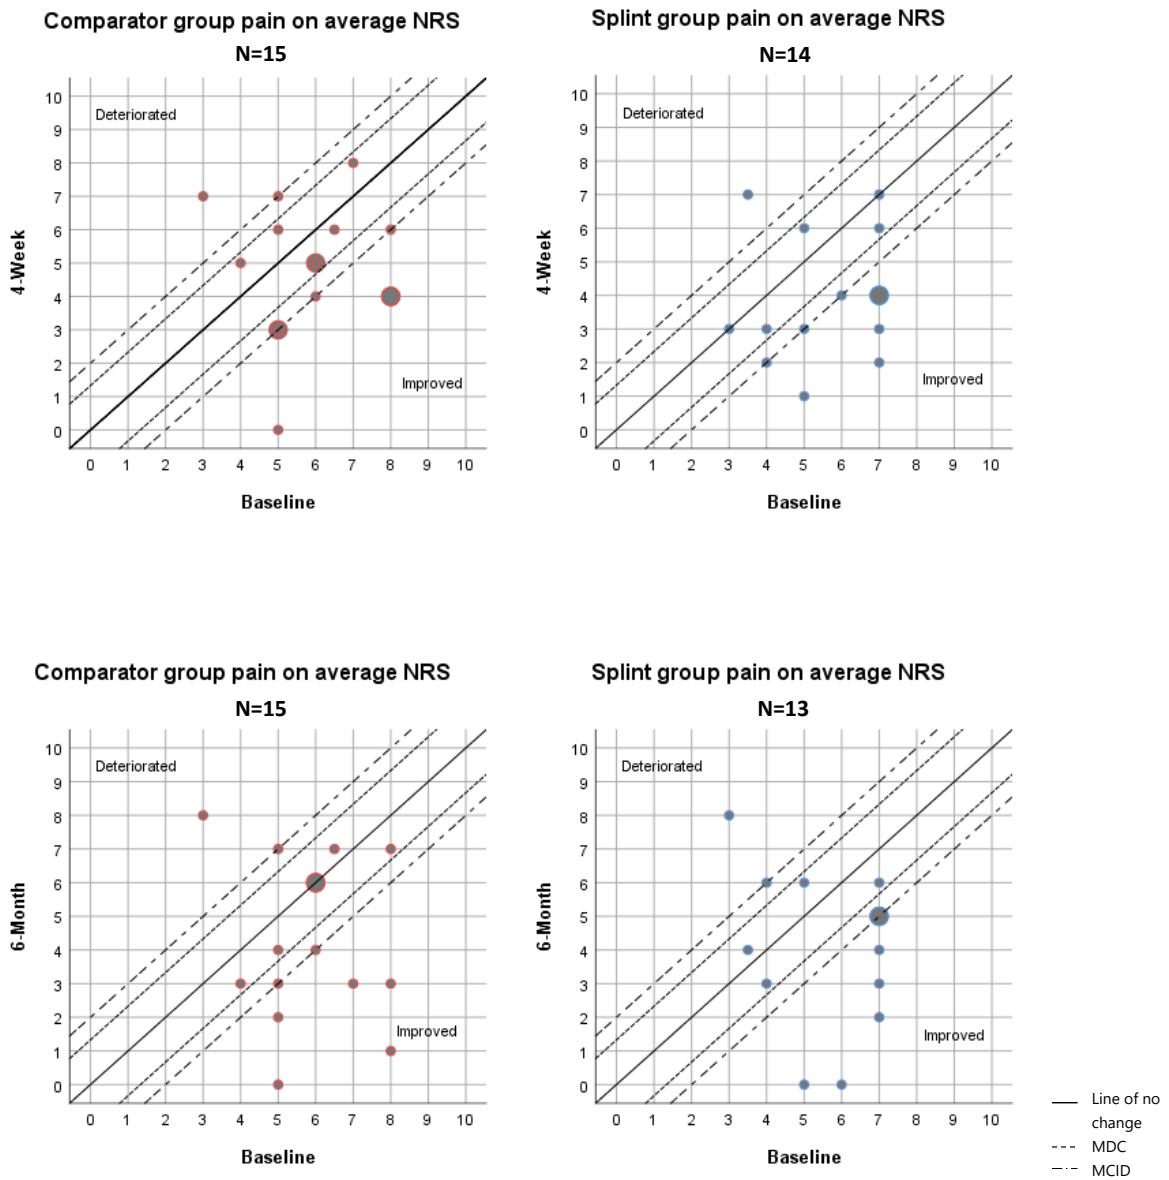 Comparator group pain on average NRS
N=15
10
9
8
7
6
5
4
3
2
1
0
4-Week
Deteriorated
Improved
0 1 2 3 4 5 6 7 8 9 10
Baseline
Splint group pain on average NRS
N=14
10
9
8
7
6
5
4
3
2
1
0
4-Week
Deteriorated
Improved
0 1 2 3 4 5 6 7 8 9 10
Baseline
Comparator group pain on average NRS
N=15
10
9
8
7
6
5
4
3
2
1
0
6-Month
Deteriorated
Improved
0 1 2 3 4 5 6 7 8 9 10
Baseline
Splint group pain on average NRS
N=13
10
9
8
7
6
5
4
3
2
1
0
6-Month
Deteriorated
Improved
0 1 2 3 4 5 6 7 8 9 10
Baseline
Line of no
change
MDC
MCID